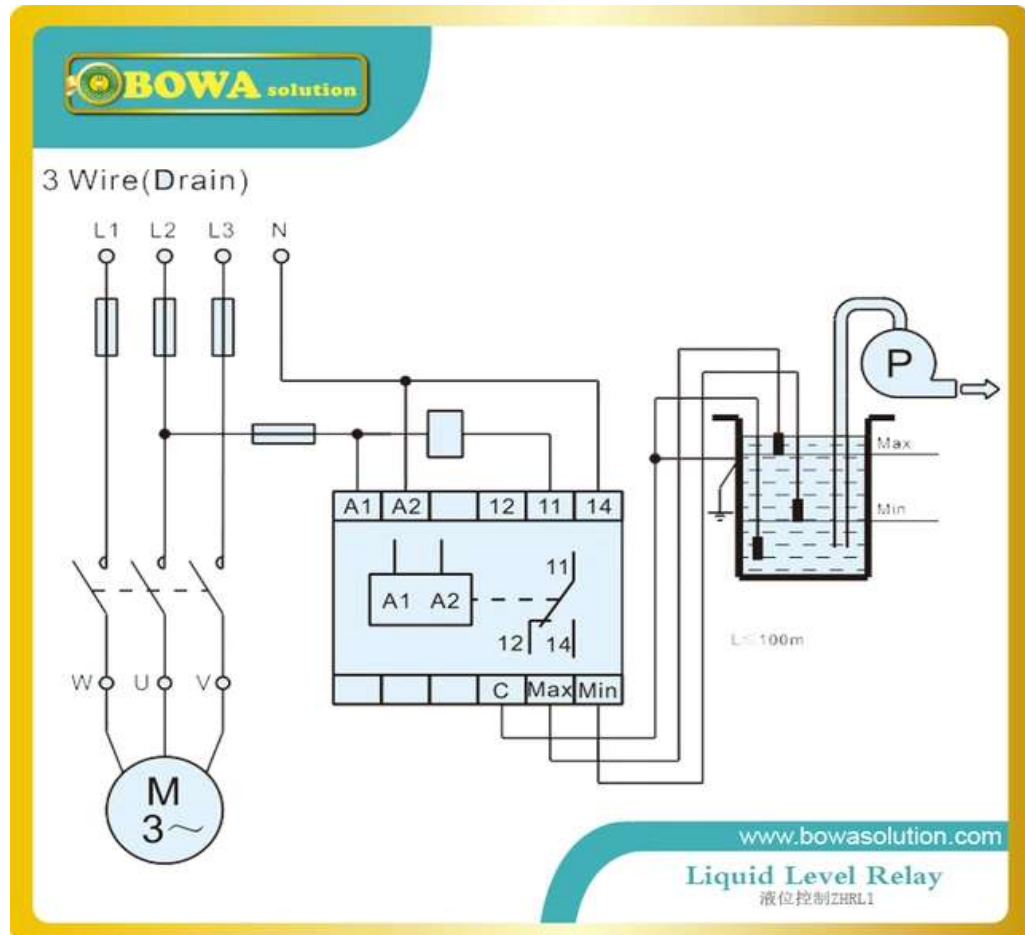 BOWA solution
3 Wire(Drain)
L1 L2 L3 N
P
Max
Min
A1 A2 12 11 14
11
A1 A2
12 14
L≤100m
C Max Min
W U V
M
3～
www.bowasolution.com
Liquid Level Relay
液位控制ZHRL1